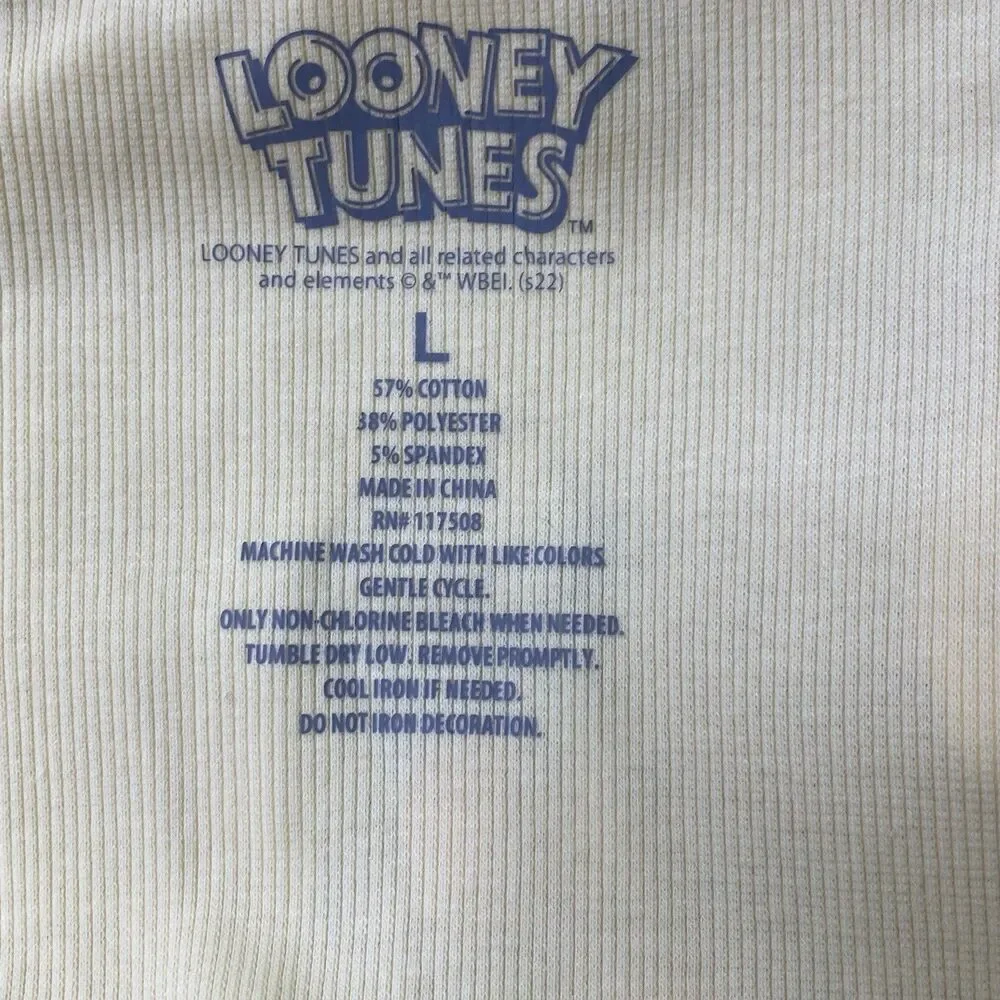 LOONEY
TUNES™
LOONEY TUNES and all related characters
and elements © &™ WBEI. (s22)
L
57% COTTON
38% POLYESTER
5% SPANDEX
MADE IN CHINA
RN# 117508
MACHINE WASH COLD WITH LIKE COLORS
GENTLE CYCLE.
ONLY NON-CHLORINE BLEACH WHEN NEEDED.
TUMBLE DRY LOW. REMOVE PROMPTLY.
COOL IRON IF NEEDED.
DO NOT IRON DECORATION.